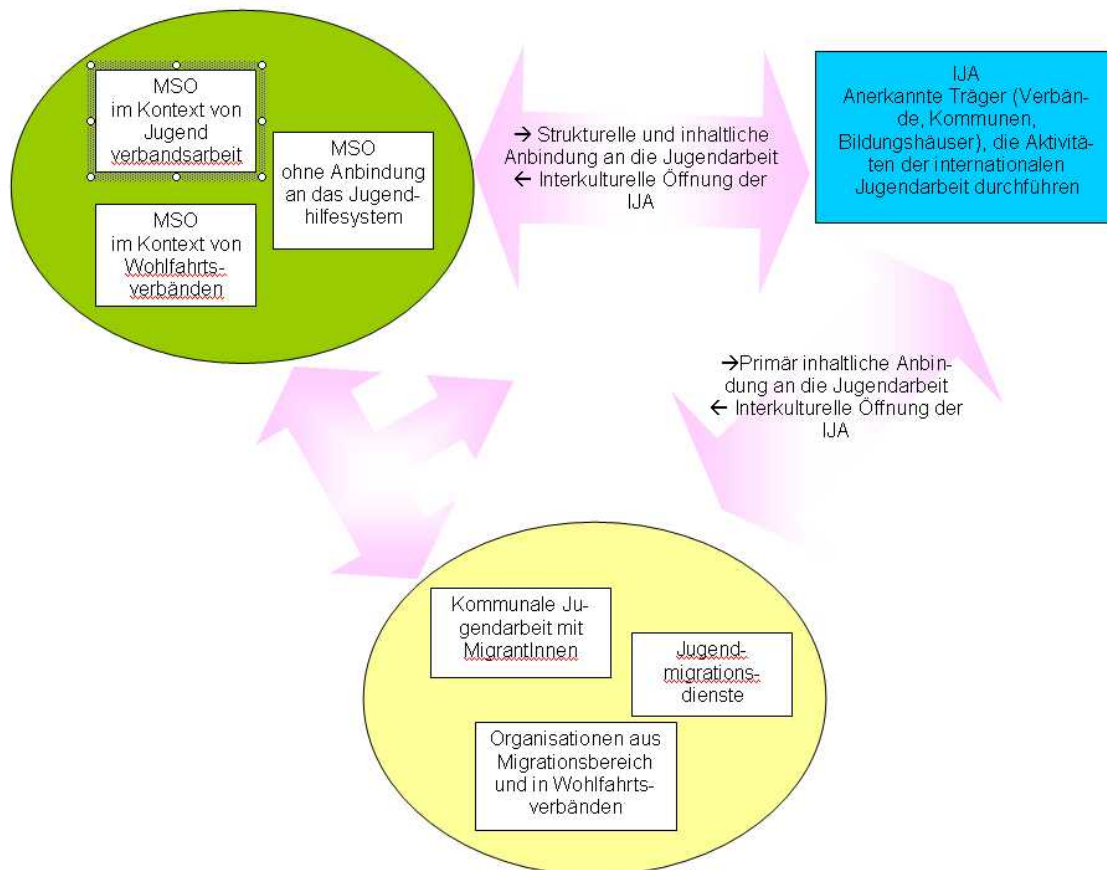 MSO
im Kontext von
Jugend
verbandsarbeit
MSO
ohne Anbindung
an das Jugend-
hilfesystem
MSO
im Kontext von
Wohlfahrts-
verbänden
→ Strukturelle und inhaltliche
Anbindung an die Jugendarbeit
← Interkulturelle Öffnung der
IJA
IJA
Anerkannte Träger (Verbän-
de, Kommunen,
Bildungshäuser), die Aktivitä-
ten der internationalen
Jugendarbeit durchführen
→Primär inhaltliche Anbin-
dung an die Jugendarbeit
← Interkulturelle Öffnung der
IJA
Kommunale Ju-
gendarbeit mit
MigrantInnen
Jugend-
migrations-
dienste
Organisationen aus
Migrationsbereich
und in Wohlfahrts-
verbänden